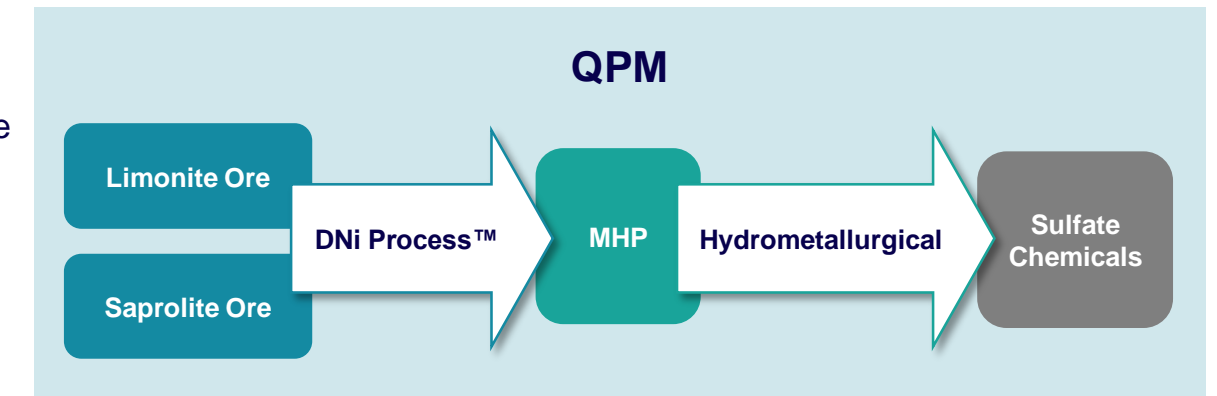 QPM
e
Limonite Ore
DNi Process™
MHP
Hydrometallurgical
Sulfate
Chemicals
Saprolite Ore